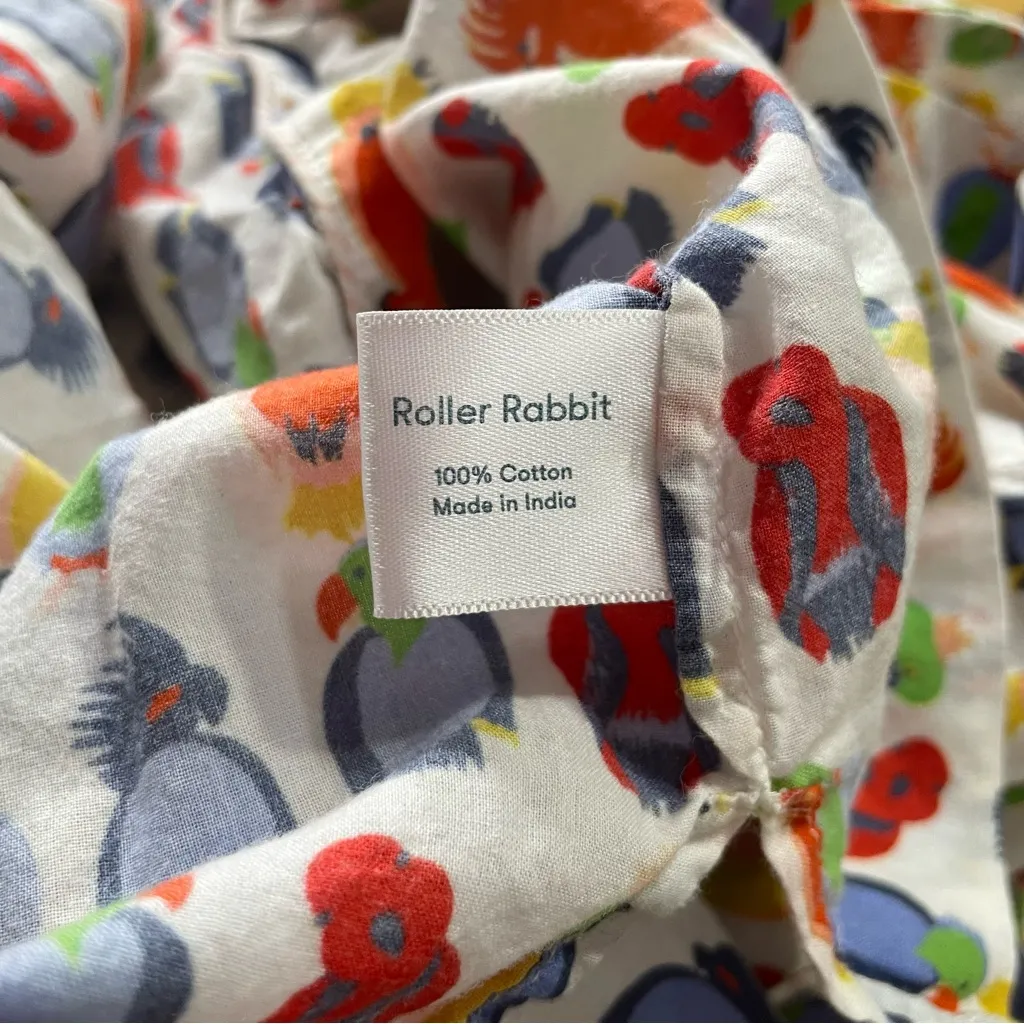 Roller Rabbit
100% Cotton
Made in India